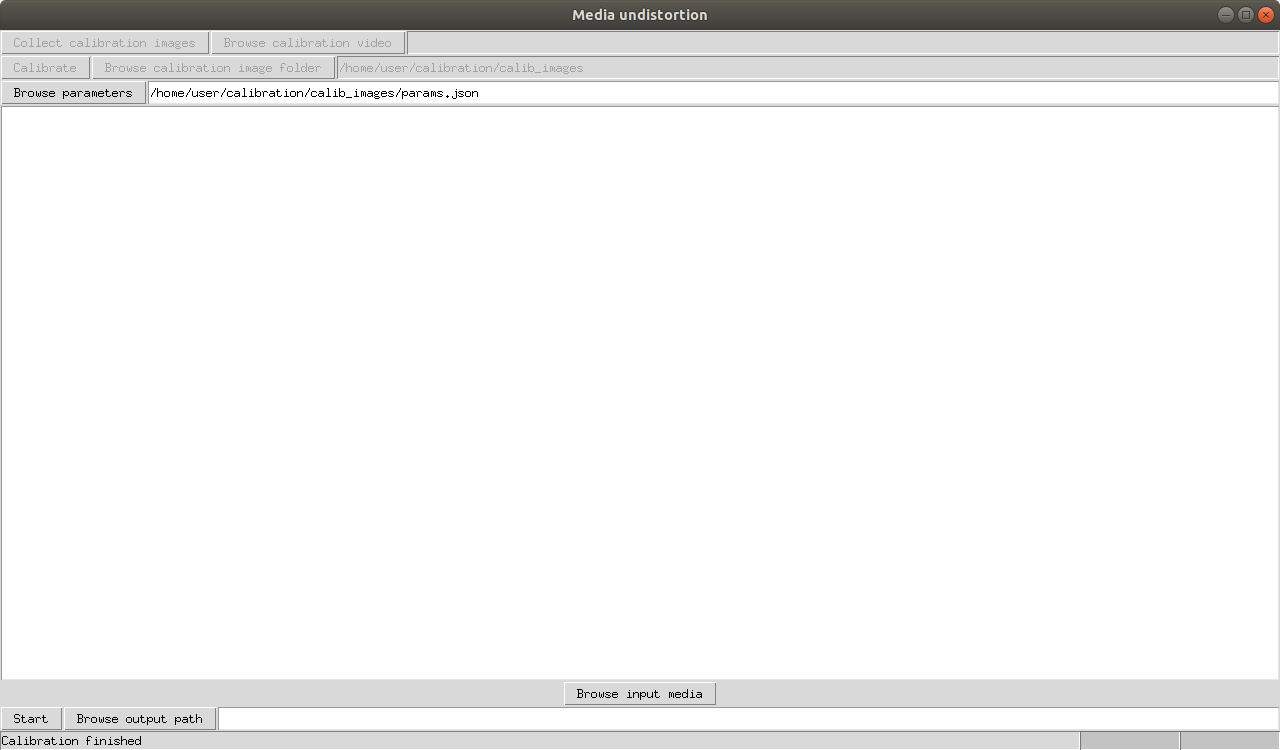 Media undistortion
Collect calibration images Browse calibration video
Calibrate Browse calibration image folder /home/user/calibration/calib_images
Browse parameters /home/user/calibration/calib_images/params.json
Browse input media
Start Browse output path
Calibration finished